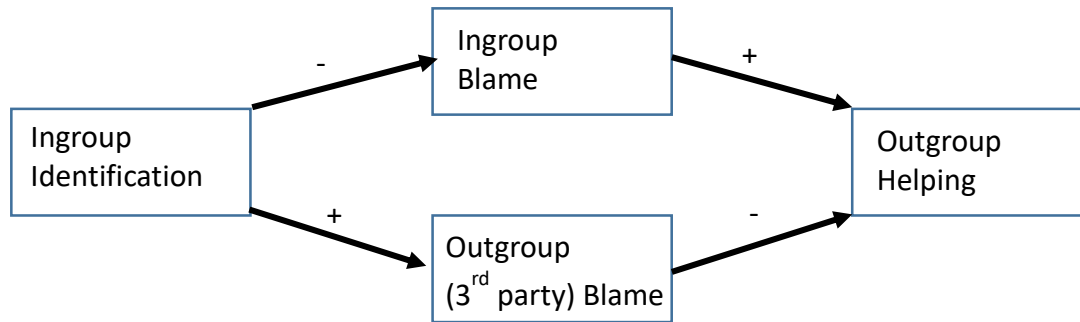 Ingroup
Identification
-
+
Ingroup
Blame
Outgroup
(3rd party) Blame
+
-
Outgroup
Helping